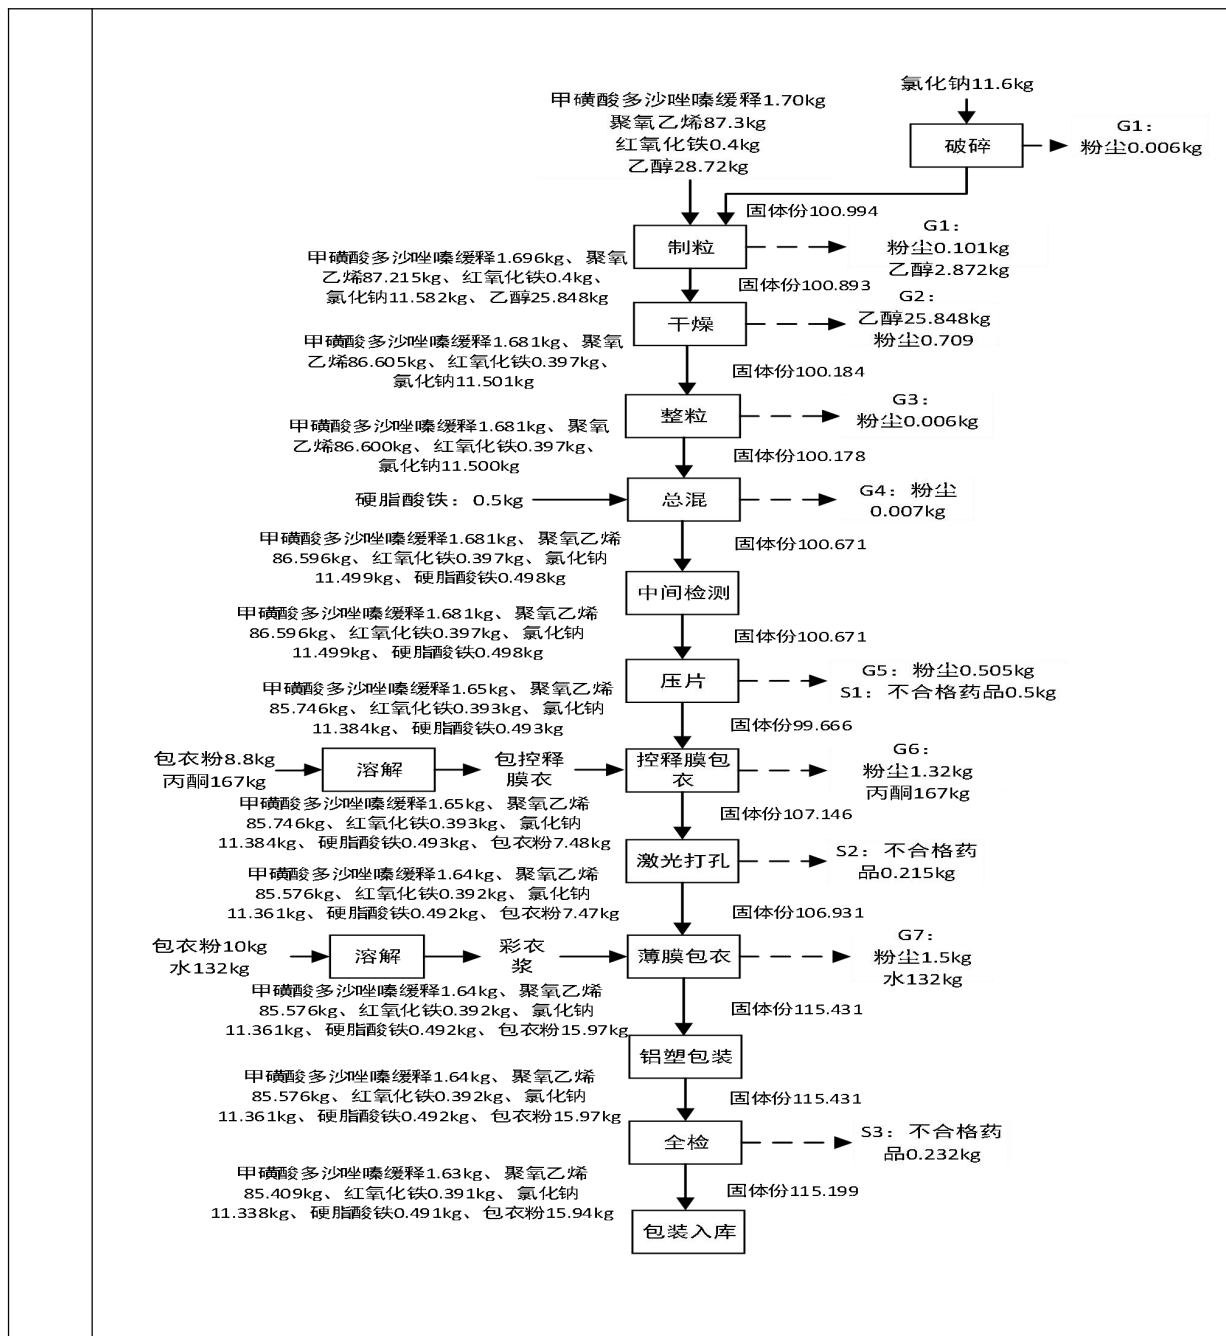 氯化钠11.6kg
甲磺酸多沙唑嗪缓释1.70kg
聚氧乙烯87.3kg
红氧化铁0.4kg
乙醇28.72kg
破碎
G1：
粉尘0.006kg
固体份100.994
制粒
G1：
粉尘0.101kg
乙醇2.872kg
甲磺酸多沙唑嗪缓释1.696kg、聚氧
乙烯87.215kg、红氧化铁0.4kg、
氯化钠11.582kg、乙醇25.848kg
固体份100.893
干燥
G2：
乙醇25.848kg
粉尘0.709
甲磺酸多沙唑嗪缓释1.681kg、聚氧
乙烯86.605kg、红氧化铁0.397kg、
氯化钠11.501kg
固体份100.184
整粒
G3：
粉尘0.006kg
甲磺酸多沙唑嗪缓释1.681kg、聚氧
乙烯86.600kg、红氧化铁0.397kg、
氯化钠11.500kg
固体份100.178
硬脂酸铁：0.5kg
总混
G4：粉尘
0.007kg
甲磺酸多沙唑嗪缓释1.681kg、聚氧乙烯
86.596kg、红氧化铁0.397kg、氯化钠
11.499kg、硬脂酸铁0.498kg
固体份100.671
中间检测
甲磺酸多沙唑嗪缓释1.681kg、聚氧乙烯
86.596kg、红氧化铁0.397kg、氯化钠
11.499kg、硬脂酸铁0.498kg
固体份100.671
压片
G5：粉尘0.505kg
S1：不合格药品0.5kg
甲磺酸多沙唑嗪缓释1.65kg、聚氧乙烯
85.746kg、红氧化铁0.393kg、氯化钠
11.384kg、硬脂酸铁0.493kg
固体份99.666
包衣粉8.8kg
丙酮167kg
溶解
包控释
膜衣
控释膜包
衣
G6：
粉尘1.32kg
丙酮167kg
甲磺酸多沙唑嗪缓释1.65kg、聚氧乙烯
85.746kg、红氧化铁0.393kg、氯化钠
11.384kg、硬脂酸铁0.493kg、包衣粉7.48kg
固体份107.146
激光打孔
S2：不合格药
品0.215kg
甲磺酸多沙唑嗪缓释1.64kg、聚氧乙烯
85.576kg、红氧化铁0.392kg、氯化钠
11.361kg、硬脂酸铁0.492kg、包衣粉7.47kg
固体份106.931
包衣粉10kg
水132kg
溶解
彩衣
浆
薄膜包衣
G7：
粉尘1.5kg
水132kg
甲磺酸多沙唑嗪缓释1.64kg、聚氧乙烯
85.576kg、红氧化铁0.392kg、氯化钠
11.361kg、硬脂酸铁0.492kg、包衣粉15.97kg
固体份115.431
铝塑包装
甲磺酸多沙唑嗪缓释1.64kg、聚氧乙烯
85.576kg、红氧化铁0.392kg、氯化钠
11.361kg、硬脂酸铁0.492kg、包衣粉15.97kg
固体份115.431
全检
S3：不合格药
品0.232kg
甲磺酸多沙唑嗪缓释1.63kg、聚氧乙烯
85.409kg、红氧化铁0.391kg、氯化钠
11.338kg、硬脂酸铁0.491kg、包衣粉15.94kg
固体份115.199
包装入库